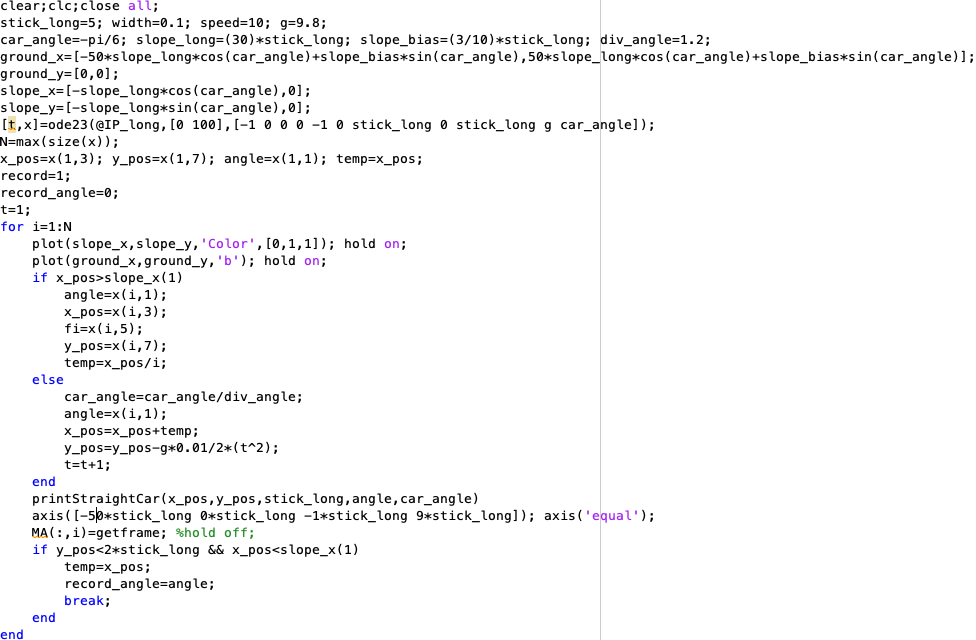 clear;clc;close all;
stick_long=5; width=0.1; speed=10; g=9.8;
car_angle=-pi/6; slope_long=(30)*stick_long; slope_bias=(3/10)*stick_long; div_angle=1.2;
ground_x=[-50*slope_long*cos(car_angle)+slope_bias*sin(car_angle),50*slope_long*cos(car_angle)+slope_bias*sin(car_angle)];
ground_y=[0,0];
slope_x=[-slope_long*cos(car_angle),0];
slope_y=[-slope_long*sin(car_angle),0];
[t,x]=ode23(@IP_long,[0 100],[-1 0 0 0 -1 0 stick_long 0 stick_long g car_angle]);
N=max(size(x));
x_pos=x(1,3); y_pos=x(1,7); angle=x(1,1); temp=x_pos;
record=1;
record_angle=0;
t=1;
for i=1:N
    plot(slope_x,slope_y,'Color',[0,1,1]); hold on;
    plot(ground_x,ground_y,'b'); hold on;
    if x_pos>slope_x(1)
        angle=x(i,1);
        x_pos=x(i,3);
        fi=x(i,5);
        y_pos=x(i,7);
        temp=x_pos/i;
    else
        car_angle=car_angle/div_angle;
        angle=x(i,1);
        x_pos=x_pos+temp;
        y_pos=y_pos-g*0.01/2*(t^2);
        t=t+1;
    end
    printStraightCar(x_pos,y_pos,stick_long,angle,car_angle)
    axis([-50*stick_long 0*stick_long -1*stick_long 9*stick_long]); axis('equal');
    MA(:,i)=getframe; %hold off;
    if y_pos<2*stick_long && x_pos<slope_x(1)
        temp=x_pos;
        record_angle=angle;
        break;
    end
end